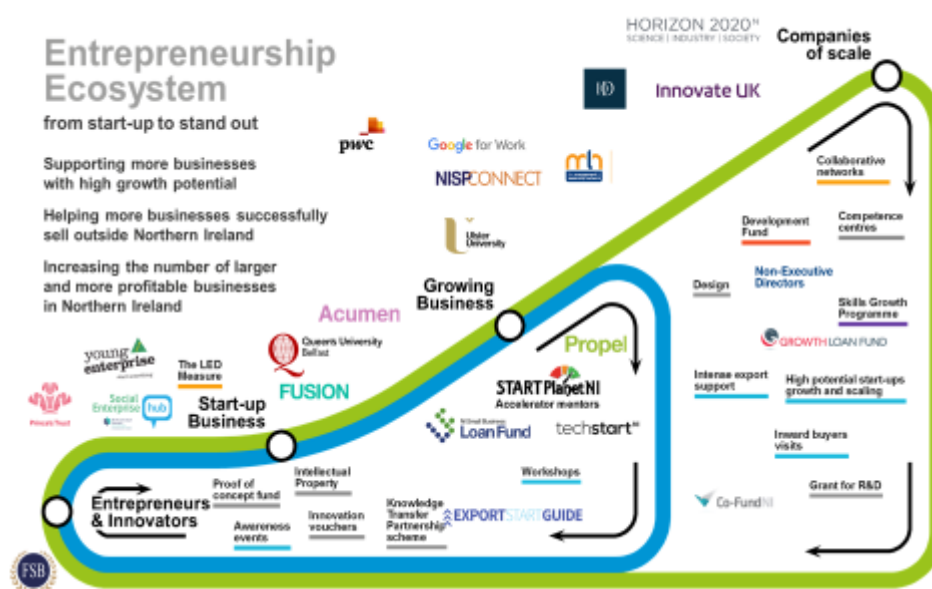 Entrepreneurship
Ecosystem
from start-up to stand out
Supporting more businesses
with high growth potential
Helping more businesses successfully
sell outside Northern Ireland
Increasing the number of larger
and more profitable businesses
in Northern Ireland
HORIZON 2020
SCIENCE | INDUSTRY | SOCIETY
Companies
of scale
Innovate UK
pwc
Google for Work
NISPCONNECT
mb
Ulster
University
Collaborative
networks
Development
Fund
Competence
centres
Design
Non-Executive
Directors
Skills Growth
Programme
GROWTH LOAN FUND
Intense export
support
High potential start-ups
growth and scaling
Inward buyers
visits
Grant for R&D
Co-FundNI
Growing
Business
Acumen
Propel
Queen's University
Belfast
FUSION
START PlanetNI
Accelerator mentors
NI Small Business
Loan Fund
techstart NI
Workshops
young
enterprise
The LED
Measure
Prince's Trust
Social
Enterprise
hub
Start-up
Business
Entrepreneurs
& Innovators
Proof of
concept fund
Intellectual
Property
Awareness
events
Innovation
vouchers
Knowledge
Transfer
Partnership
scheme
EXPORTSTARTGUIDE
FSB